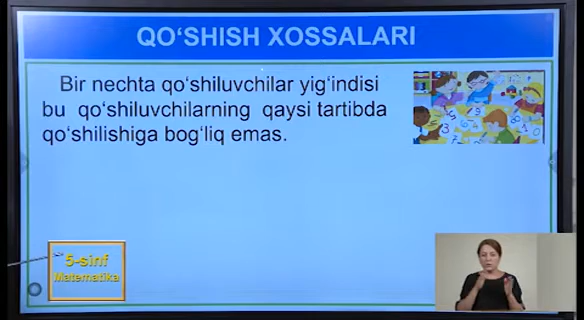 QO‘SHISH XOSSALARI
Bir nechta qo‘shiluvchilar yig‘indisi
bu qo‘shiluvchilarning qaysi tartibda
qo‘shilishiga bog‘liq emas.
5-sinf
Matematika